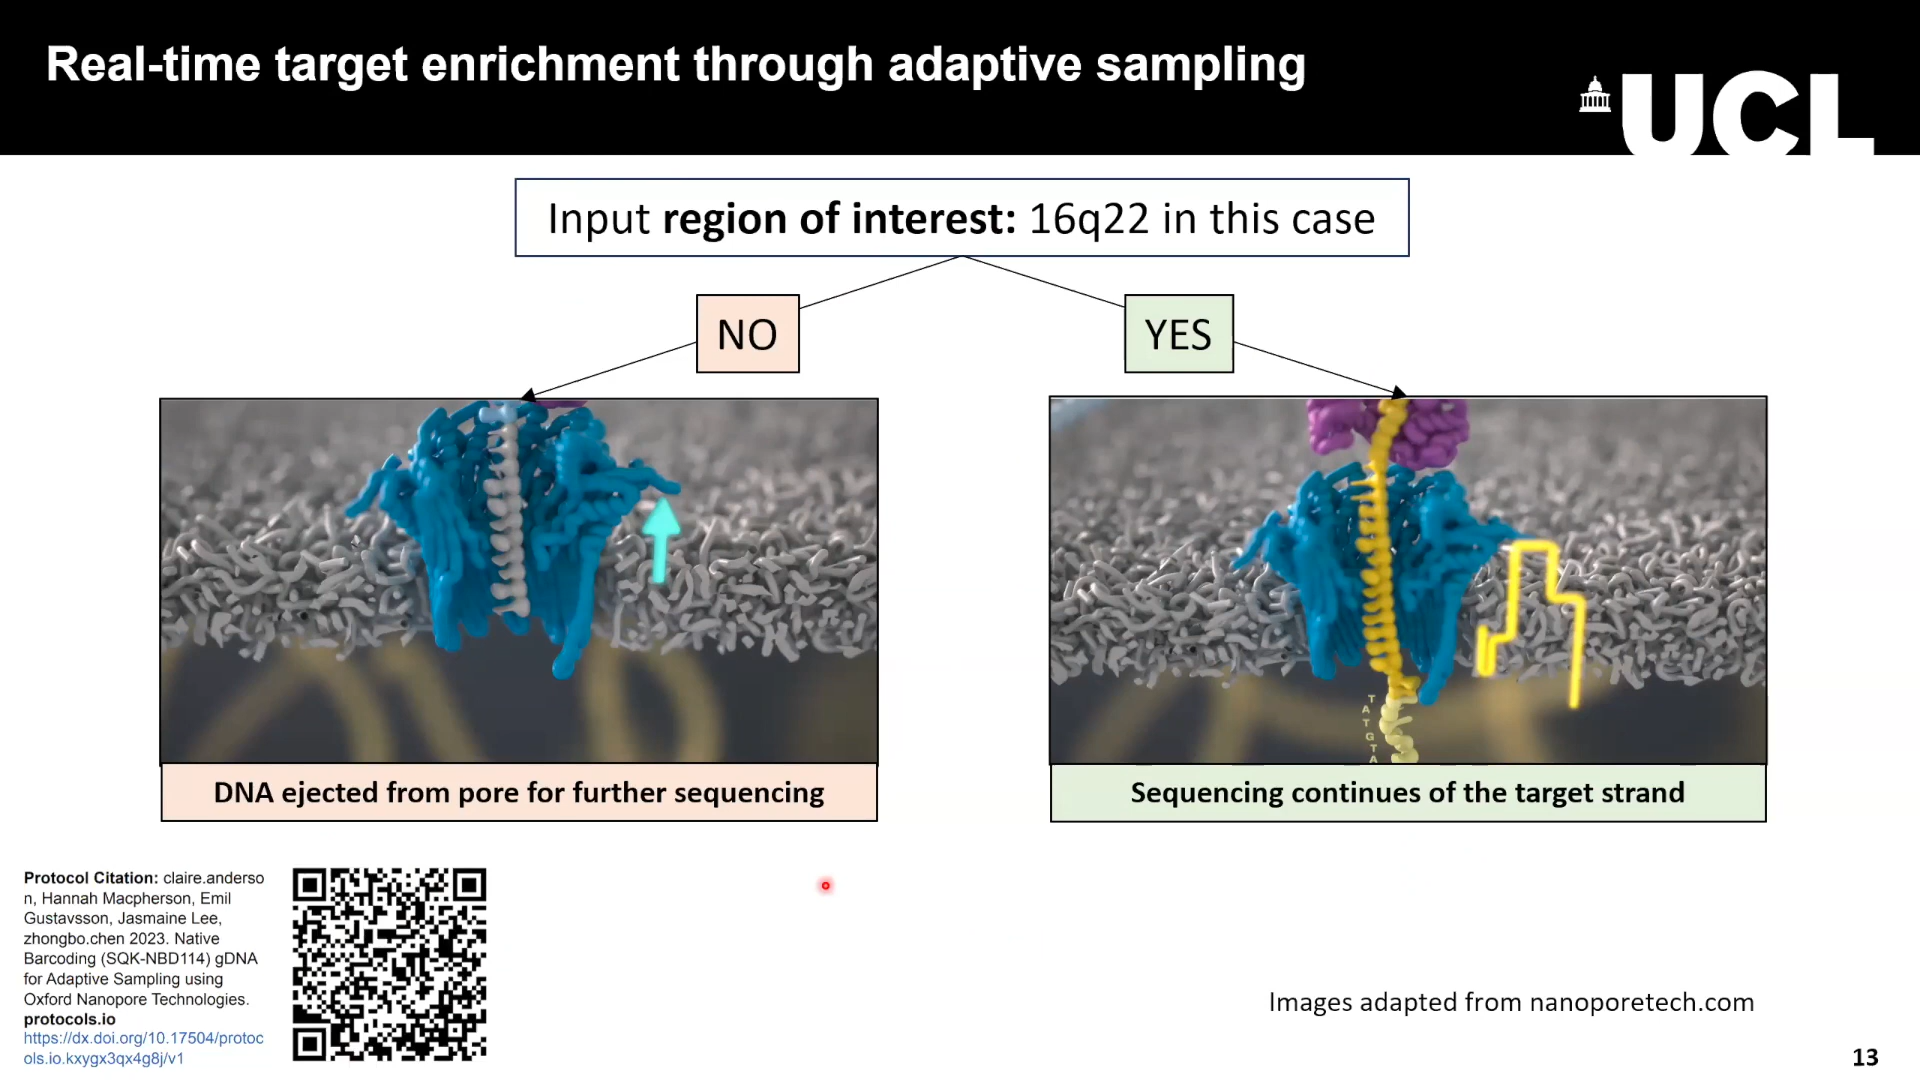 Real-time target enrichment through adaptive sampling
UCL
Input region of interest: 16q22 in this case
NO
YES
T
A
T
G
T
A
DNA ejected from pore for further sequencing
Sequencing continues of the target strand
Protocol Citation: claire.anderso
n, Hannah Macpherson, Emil
Gustavsson, Jasmaine Lee,
zhongbo.chen 2023. Native
Barcoding (SQK-NBD114) gDNA
for Adaptive Sampling using
Oxford Nanopore Technologies.
protocols.io
https://dx.doi.org/10.17504/protoc
ols.io.kxygx3qx4g8j/v1
Images adapted from nanoporetech.com
13